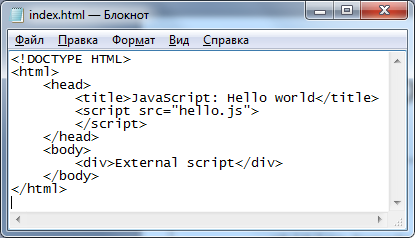 index.html — Блокнот
Файл Правка Формат Вид Справка
<!DOCTYPE HTML>
<html>
    <head>
        <title>JavaScript: Hello world</title>
        <script src="hello.js">
        </script>
    </head>
    <body>
        <div>External script</div>
    </body>
</html>